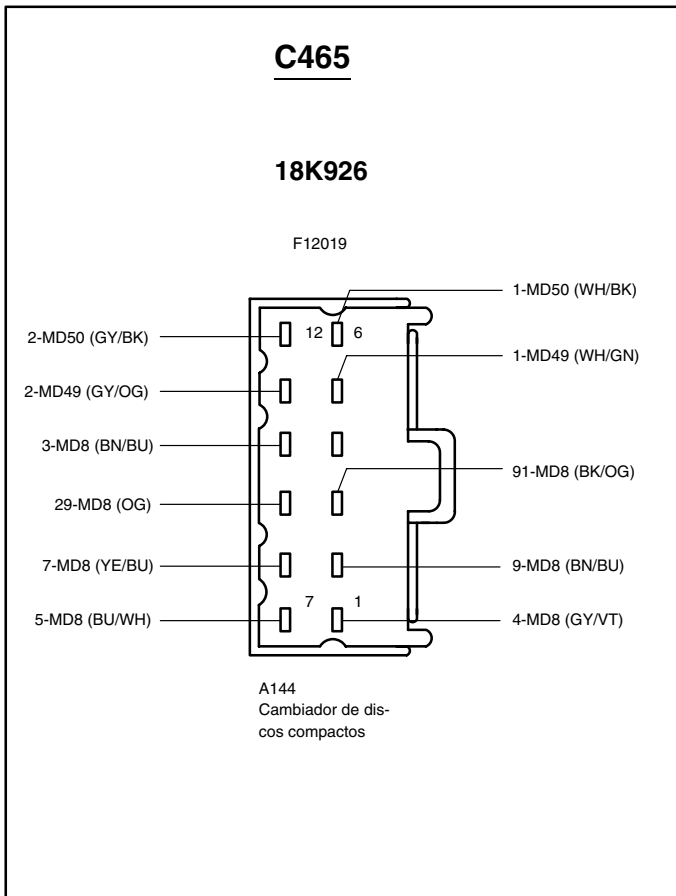 C465
18K926
F12019
1-MD50 (WH/BK)
2-MD50 (GY/BK)
12 6
1-MD49 (WH/GN)
2-MD49 (GY/OG)
3-MD8 (BN/BU)
91-MD8 (BK/OG)
29-MD8 (OG)
7-MD8 (YE/BU)
9-MD8 (BN/BU)
7 1
5-MD8 (BU/WH)
4-MD8 (GY/VT)
A144
Cambiador de dis-
cos compactos